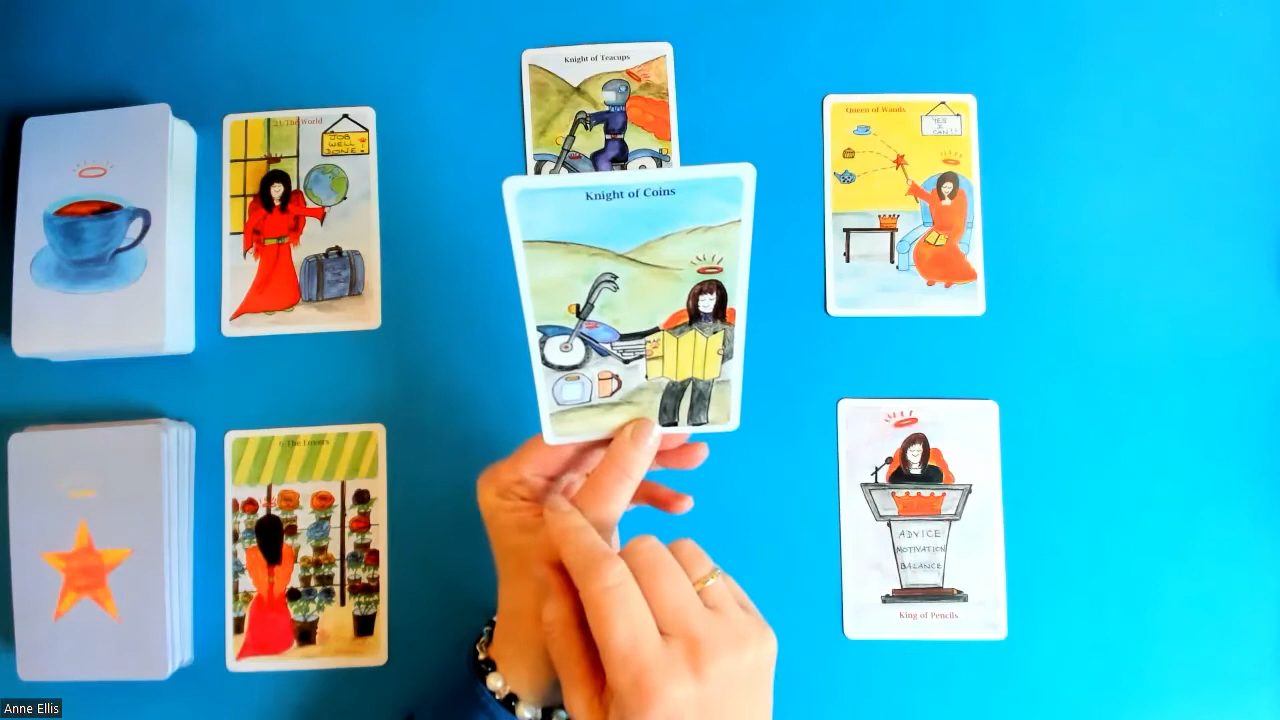 21 The World
JOB
WELL
DONE!
Knight of Teacups
Queen of Wands
YES
I
CAN!!
Knight of Coins
6 The Lovers
ADVICE
MOTIVATION
BALANCE
King of Pencils
Anne Ellis